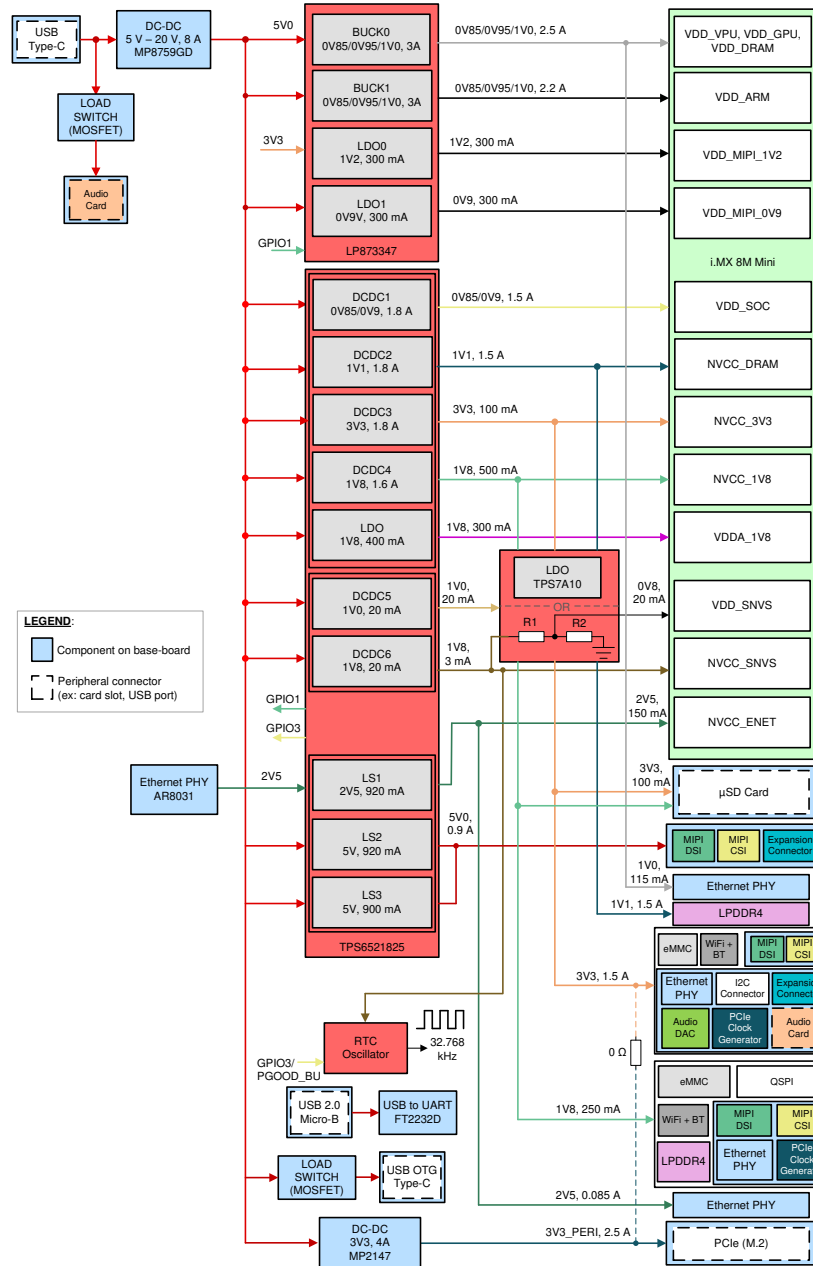 USB
Type-C
DC-DC
5 V – 20 V, 8 A
MP8759GD
LOAD
SWITCH
(MOSFET)
Audio
Card
5V0
BUCK0
0V85/0V95/1V0, 3A
0V85/0V95/1V0, 2.5 A
VDD_VPU, VDD_GPU,
VDD_DRAM
BUCK1
0V85/0V95/1V0, 3A
0V85/0V95/1V0, 2.2 A
VDD_ARM
3V3
LDO0
1V2, 300 mA
1V2, 300 mA
VDD_MIPI_1V2
LDO1
0V9V, 300 mA
0V9, 300 mA
VDD_MIPI_0V9
GPIO1
LP873347
i.MX 8M Mini
DCDC1
0V85/0V9, 1.8 A
0V85/0V9, 1.5 A
VDD_SOC
DCDC2
1V1, 1.8 A
1V1, 1.5 A
NVCC_DRAM
DCDC3
3V3, 1.8 A
3V3, 100 mA
NVCC_3V3
DCDC4
1V8, 1.6 A
1V8, 500 mA
NVCC_1V8
LDO
1V8, 400 mA
1V8, 300 mA
VDDA_1V8
LDO
TPS7A10
OR
R1
R2
DCDC5
1V0, 20 mA
1V0,
20 mA
0V8,
20 mA
VDD_SNVS
DCDC6
1V8, 20 mA
1V8,
3 mA
NVCC_SNVS
LEGEND:
Component on base-board
Peripheral connector
(ex: card slot, USB port)
GPIO1
GPIO3
2V5,
150 mA
NVCC_ENET
Ethernet PHY
AR8031
2V5
LS1
2V5, 920 mA
3V3,
100 mA
µSD Card
LS2
5V, 920 mA
5V0,
0.9 A
MIPI
DSI
MIPI
CSI
Expansion
Connector
LS3
5V, 900 mA
1V0,
115 mA
Ethernet PHY
1V1, 1.5 A
LPDDR4
TPS6521825
eMMC
WiFi +
BT
MIPI
DSI
MIPI
CSI
3V3, 1.5 A
Ethernet
PHY
I2C
Connector
Audio
DAC
PCIe
Clock
Generator
Audio
Card
RTC
Oscillator
32.768
kHz
GPIO3/
PGOOD_BU
0 Ω
eMMC
QSPI
USB 2.0
Micro-B
USB to UART
FT2232D
1V8, 250 mA
WiFi + BT
MIPI
DSI
MIPI
CSI
LPDDR4
Ethernet
PHY
PCIe
Clock
LOAD
SWITCH
(MOSFET)
USB OTG
Type-C
2V5, 0.085 A
Ethernet PHY
DC-DC
3V3, 4A
MP2147
3V3_PERI, 2.5 A
PCIe (M.2)